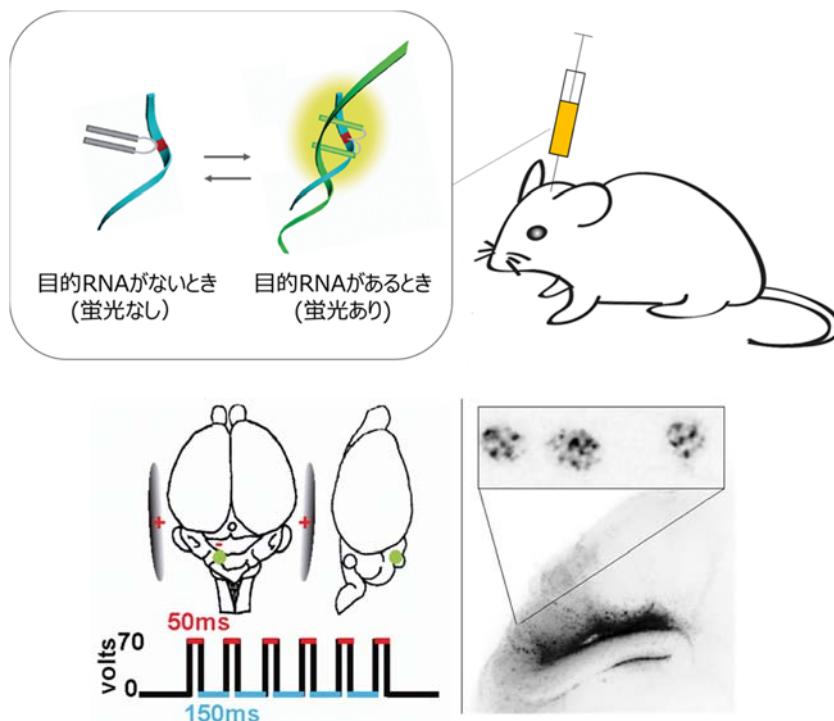 目的RNAがないとき
(蛍光なし)
目的RNAがあるとき
(蛍光あり)
+
+
-
50ms
70
volts
0
150ms